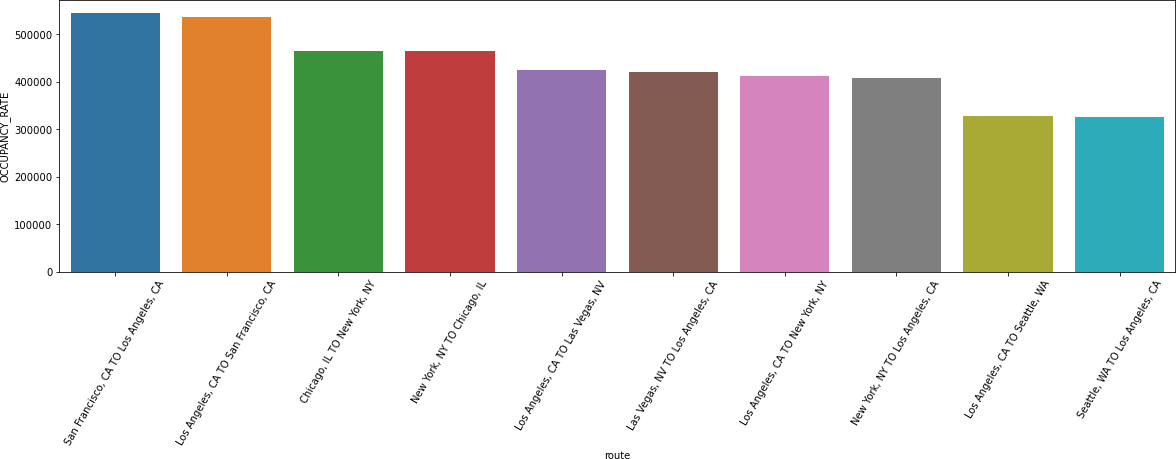 500000
400000
300000
200000
100000
0
OCCUPANCY_RATE
San Francisco, CA TO Los Angeles, CA
Los Angeles, CA TO San Francisco, CA
Chicago, IL TO New York, NY
New York, NY TO Chicago, IL
Los Angeles, CA TO Las Vegas, NV
Las Vegas, NV TO Los Angeles, CA
Los Angeles, CA TO New York, NY
New York, NY TO Los Angeles, CA
Los Angeles, CA TO Seattle, WA
Seattle, WA TO Los Angeles, CA
route